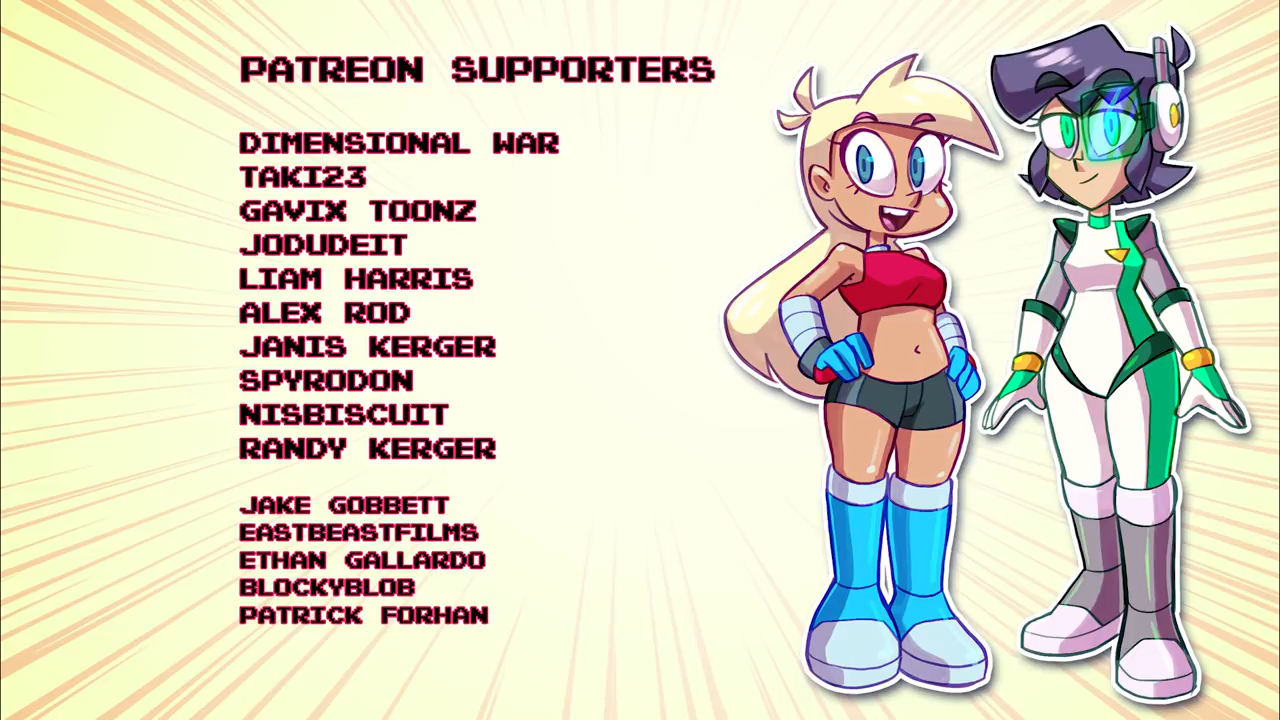 PATREON SUPPORTERS
DIMENSIONAL WAR
TAKI23
GAVIX TOONZ
JODUDEIT
LIAM HARRIS
ALEX ROD
JANIS KERGER
SPYRODON
NISBISCUIT
RANDY KERGER
JAKE GOBBETT
EASTBEASTFILMS
ETHAN GALLARDO
BLOCKYBLOB
PATRICK FORHAN